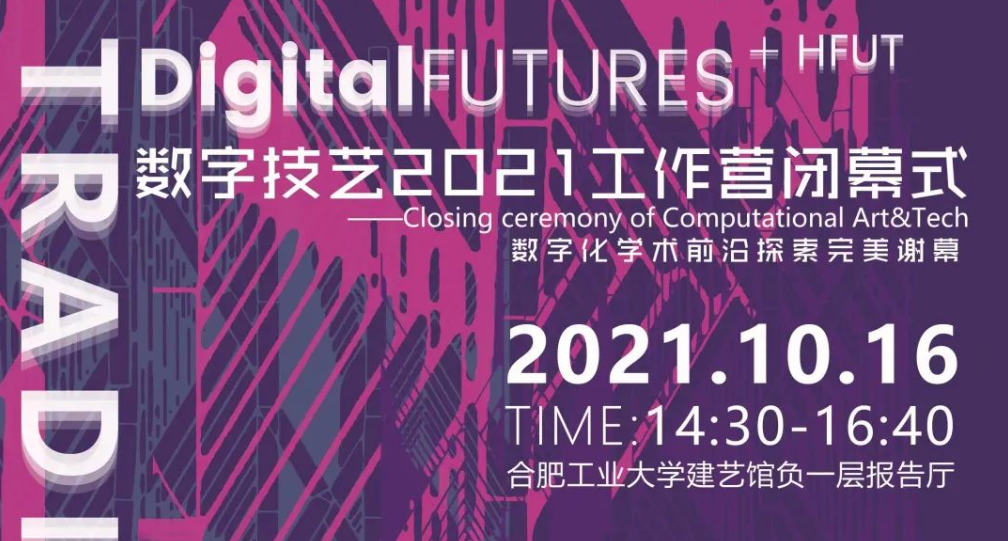 DigitalFUTURES + HFUT
数字技艺2021工作营闭幕式
——Closing ceremony of Computational Art&Tech
数字化学术前沿探索完美谢幕
2021.10.16
TIME:14:30-16:40
合肥工业大学建艺馆负一层报告厅
TRADI